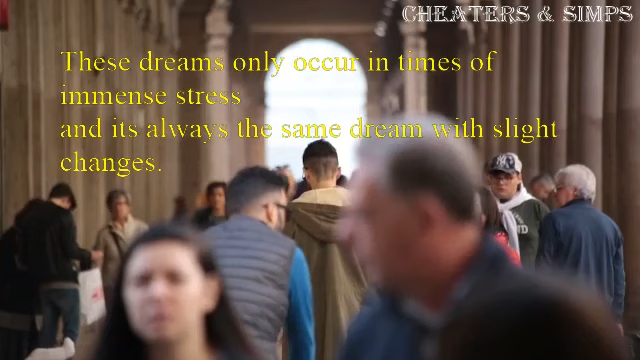 CHEATERS & SIMPS
These dreams only occur in times of
immense stress
and its always the same dream with slight
changes.